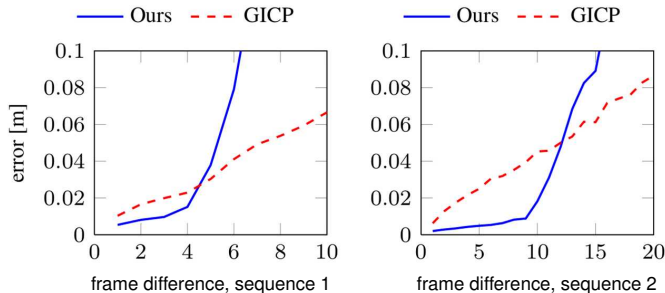 Ours GICP
0.1
0.08
0.06
0.04
0.02
0
error [m]
0 2 4 6 8 10
frame difference, sequence 1
Ours GICP
0.1
0.08
0.06
0.04
0.02
0
0 5 10 15 20
frame difference, sequence 2